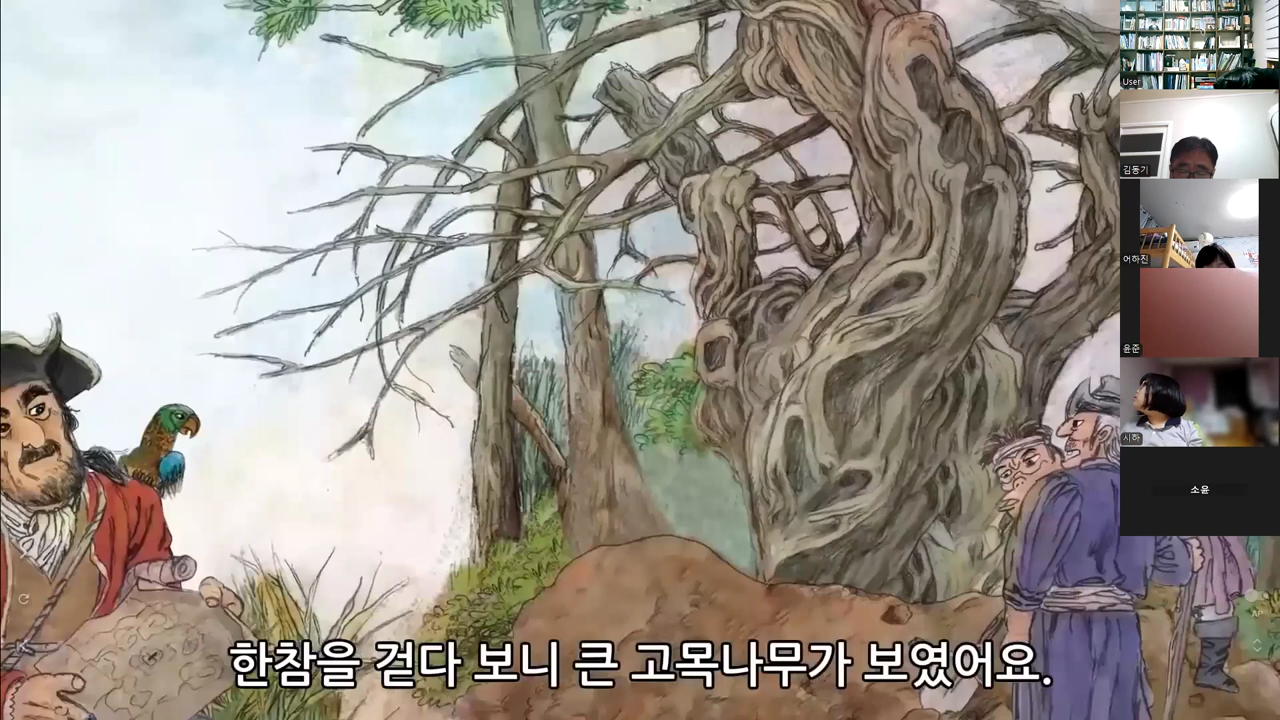 User
김동기
어하진
윤준
시하
소윤
한참을 걷다 보니 큰 고목나무가 보였어요.